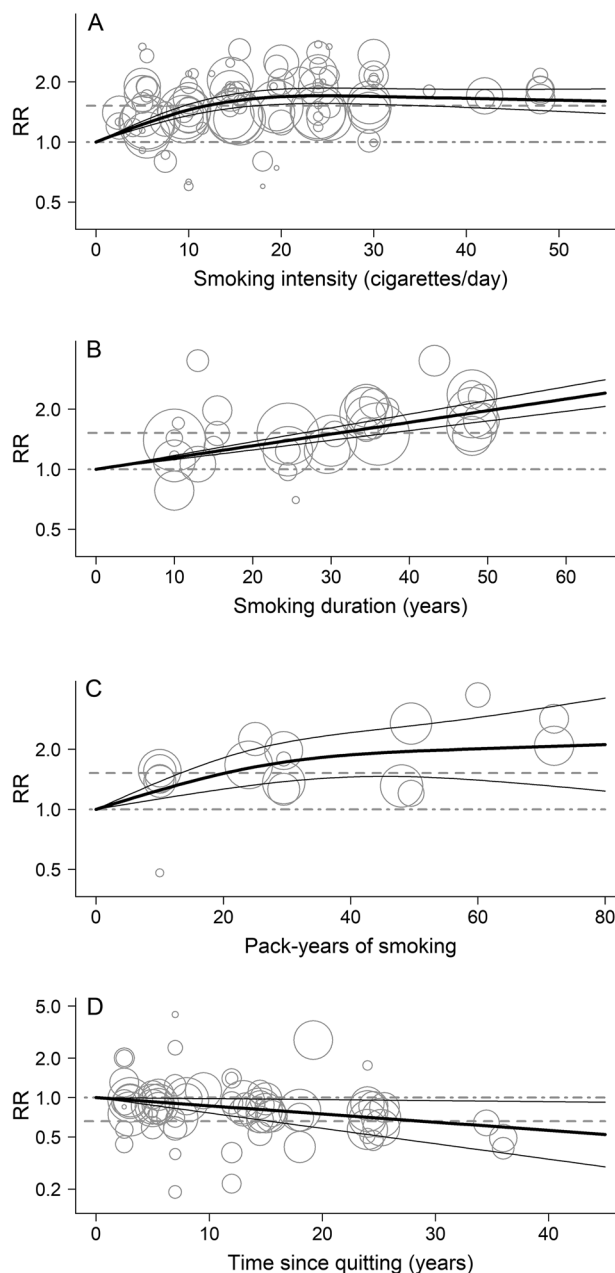 A
RR
2.0
1.0
0.5
0 10 20 30 40 50
Smoking intensity (cigarettes/day)
B
RR
2.0
1.0
0.5
0 10 20 30 40 50 60
Smoking duration (years)
C
RR
2.0
1.0
0.5
0 20 40 60 80
Pack-years of smoking
D
RR
5.0
2.0
1.0
0.5
0.2
0 10 20 30 40
Time since quitting (years)